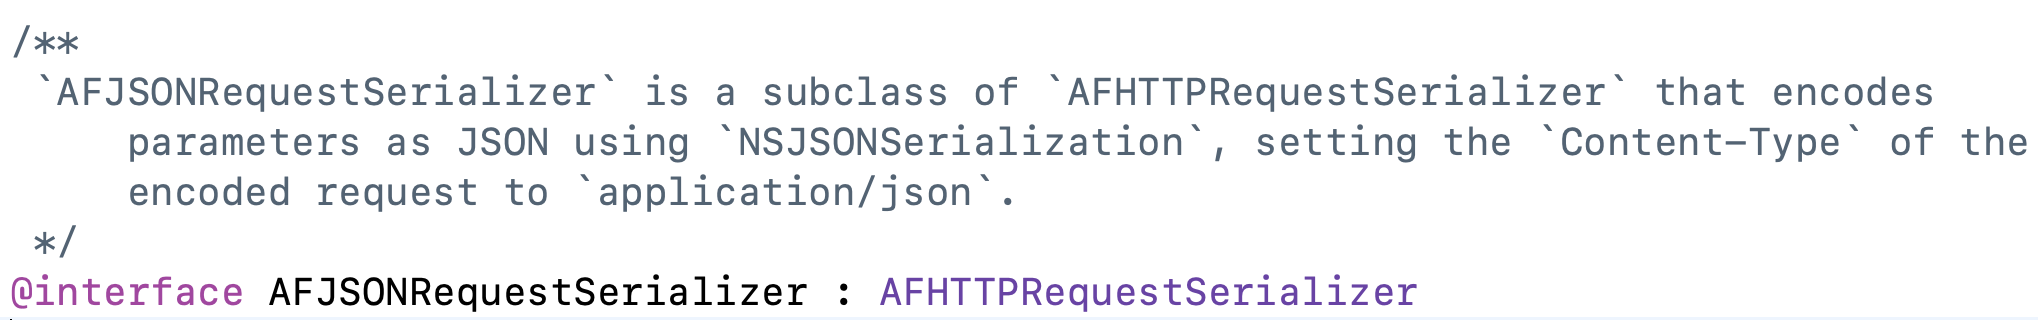 /**
`AFJSONRequestSerializer` is a subclass of `AFHTTPRequestSerializer` that encodes
parameters as JSON using `NSJSONSerialization`, setting the `Content-Type` of the
encoded request to `application/json`.
*/
@interface AFJSONRequestSerializer : AFHTTPRequestSerializer